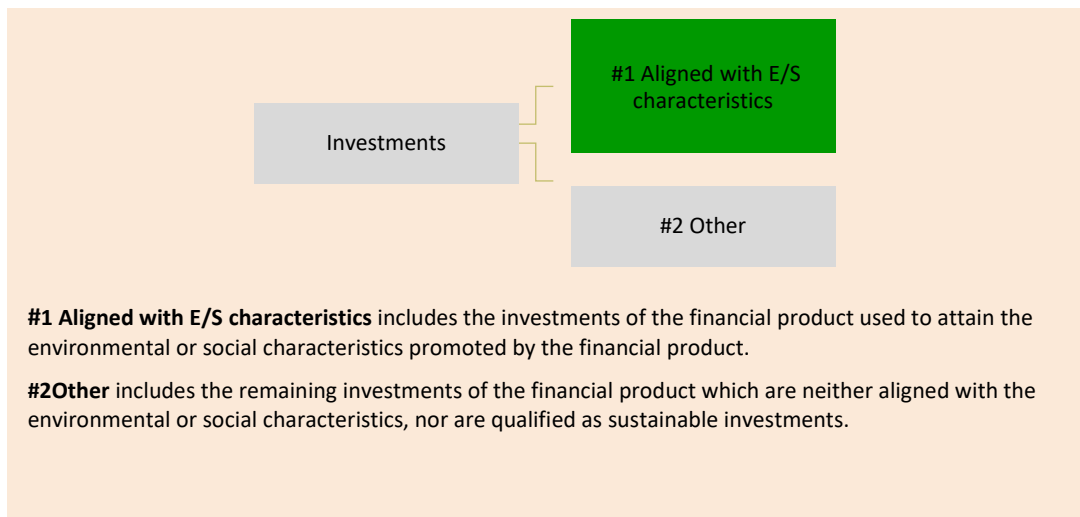 #1 Aligned with E/S
characteristics
Investments
#2 Other
#1 Aligned with E/S characteristics includes the investments of the financial product used to attain the
environmental or social characteristics promoted by the financial product.
#2Other includes the remaining investments of the financial product which are neither aligned with the
environmental or social characteristics, nor are qualified as sustainable investments.